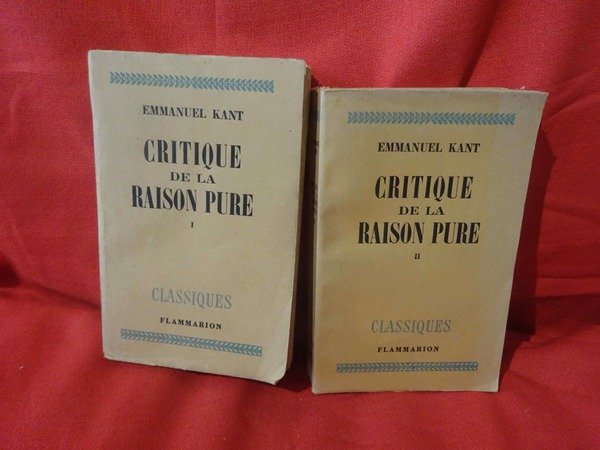 EMMANUEL KANT
CRITIQUE
DE LA
RAISON PURE
I
CLASSIQUES
FLAMMARION
EMMANUEL KANT
CRITIQUE
DE LA
RAISON PURE
II
CLASSIQUES
FLAMMARION